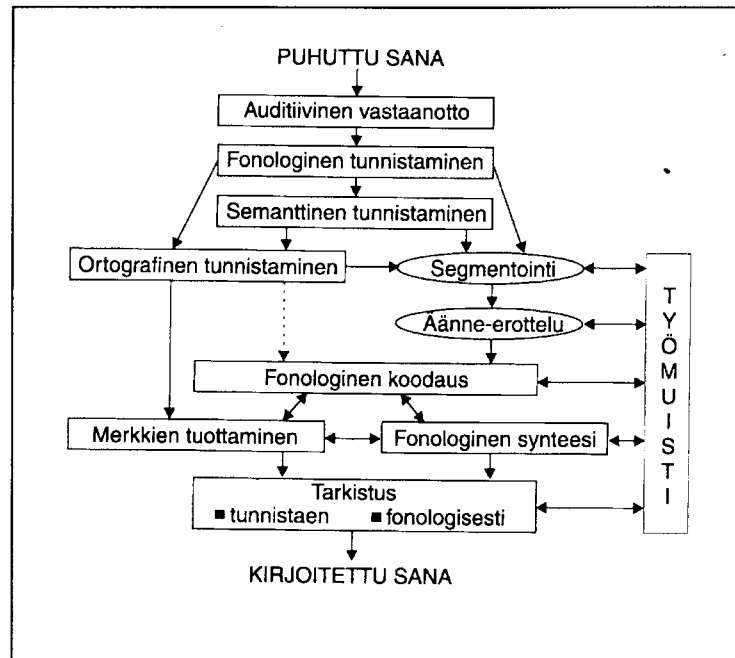 PUHUTTU SANA
Auditiivinen vastaanotto
Fonologinen tunnistaminen
Semanttinen tunnistaminen
Ortografinen tunnistaminen
Segmentointi
Äänne-erottelu
Fonologinen koodaus
Merkkien tuottaminen
Fonologinen synteesi
Tarkistus
■ tunnistaen ■ fonologisesti
KIRJOITETTU SANA
TYÖMUISTI